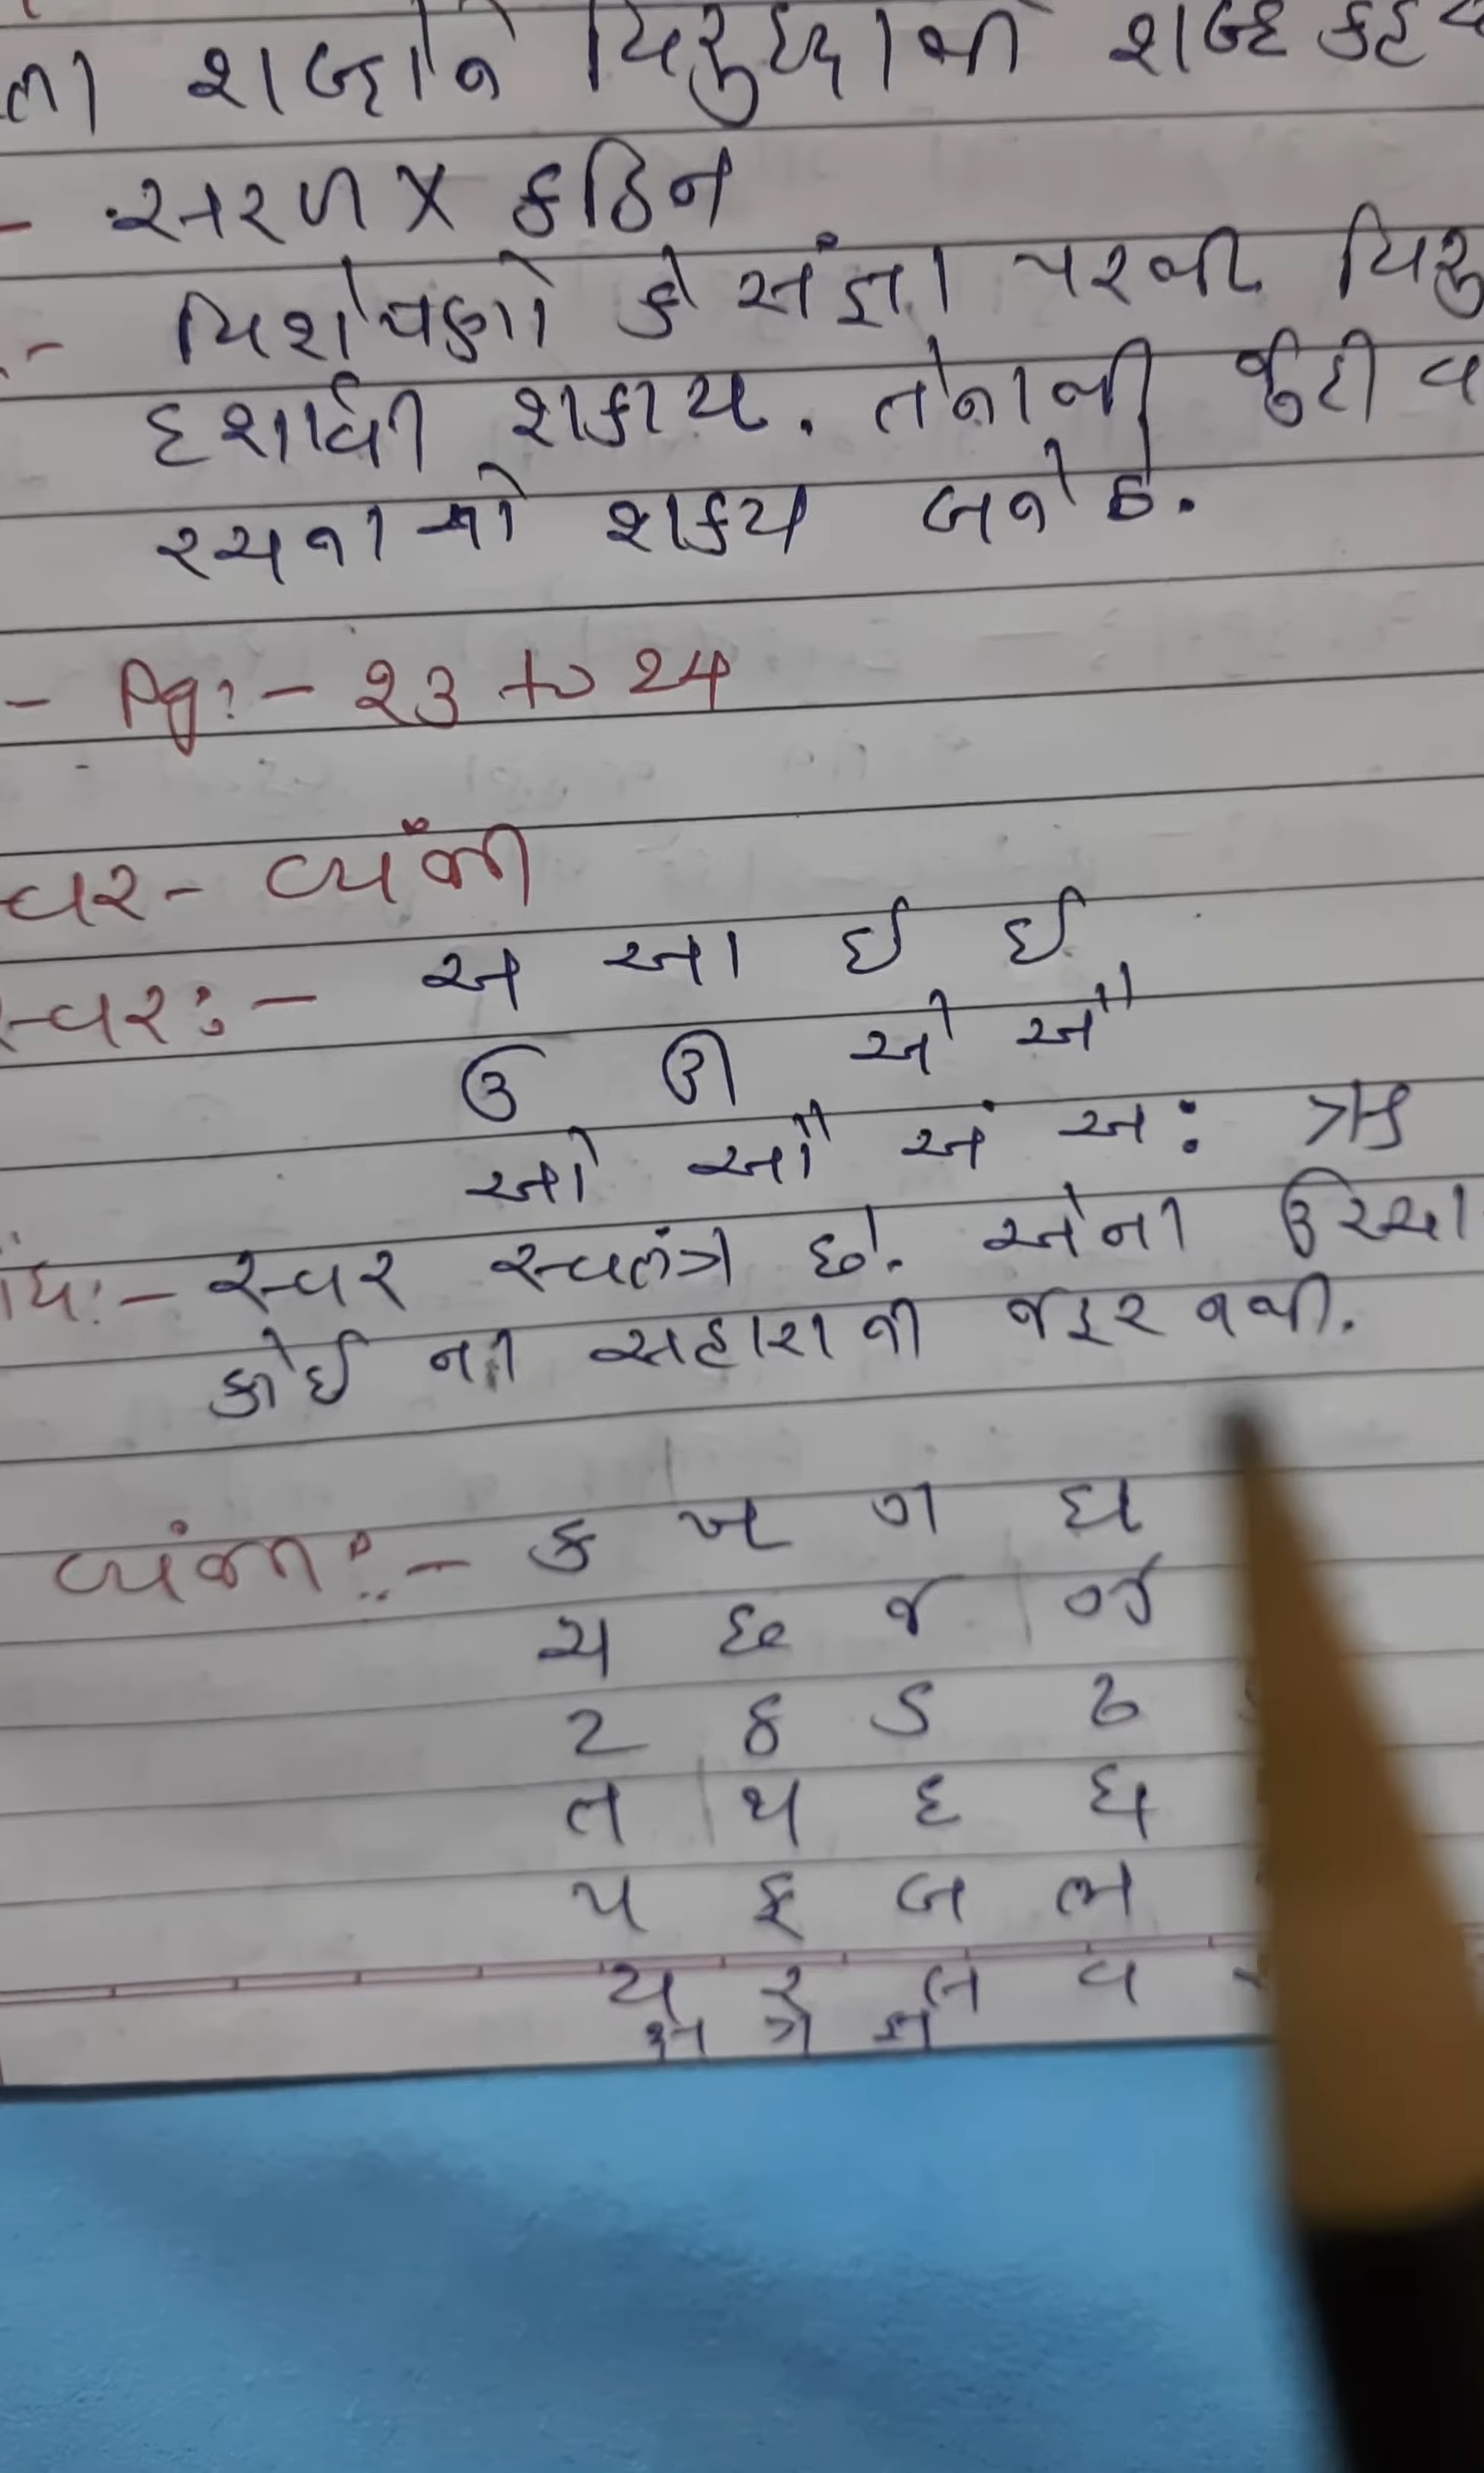 લા શબ્દોને વિરુદ્ધાર્થી શબ્દ કહેવ
- સરળ X કઠિન
:- વિશેષણો કે સંજ્ઞા પરથી વિરુ
દર્શાવી શકાય. તેનાથી જુદી વ
રચનાઓ શક્ય બને છે.
- Pg:- 23 to 24
સ્વર - વ્યંજની
સ્વર :- અ આ ઇ ઈ
ઉ ઊ એ ઐ
ઓ ઔ અં અ: ઋ
:- સ્વર સ્વતંત્ર છે. એના ઉચ્ચા
કોઈ ના સહારાની જરૂર નથી.
વ્યંજન :- ક ખ ગ ઘ
ચ છ જ ઝ
ટ ઠ ડ ઢ
ત થ દ ધ
પ ફ બ ભ
ય ર લ વ
ક્ષ ત્ર જ્ઞ